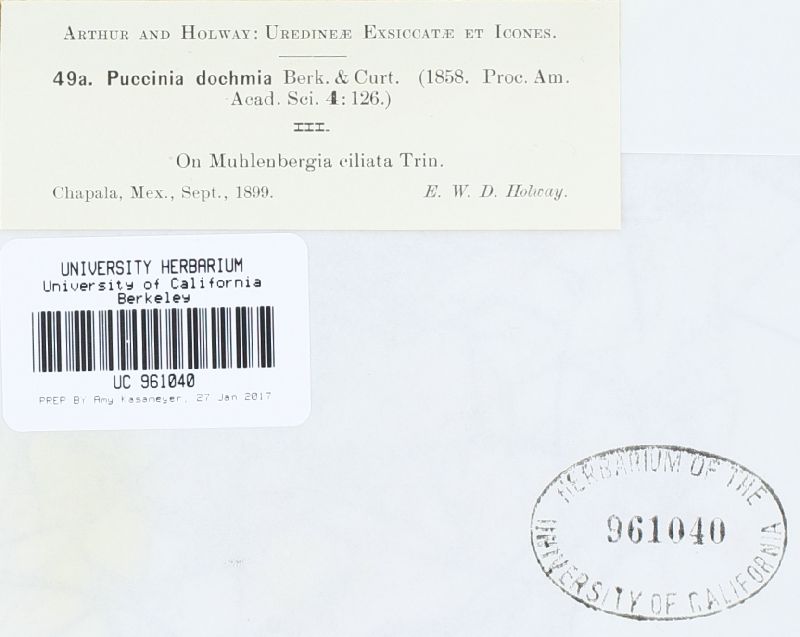 ARTHUR AND HOLWAY: UREDINEÆ EXSICCATÆ ET ICONES.
49a. Puccinia dochmia Berk. & Curt. (1858. Proc. Am.
Acad. Sci. 4: 126.)
III.
On Muhlenbergia ciliata Trin.
Chapala, Mex., Sept., 1899. E. W. D. Holway.
UNIVERSITY HERBARIUM
University of California
Berkeley
UC 961040
PREP BY Amy Kasameyer, 27 Jan 2017
HERBARIUM OF THE
961040
UNIVERSITY OF CALIFORNIA